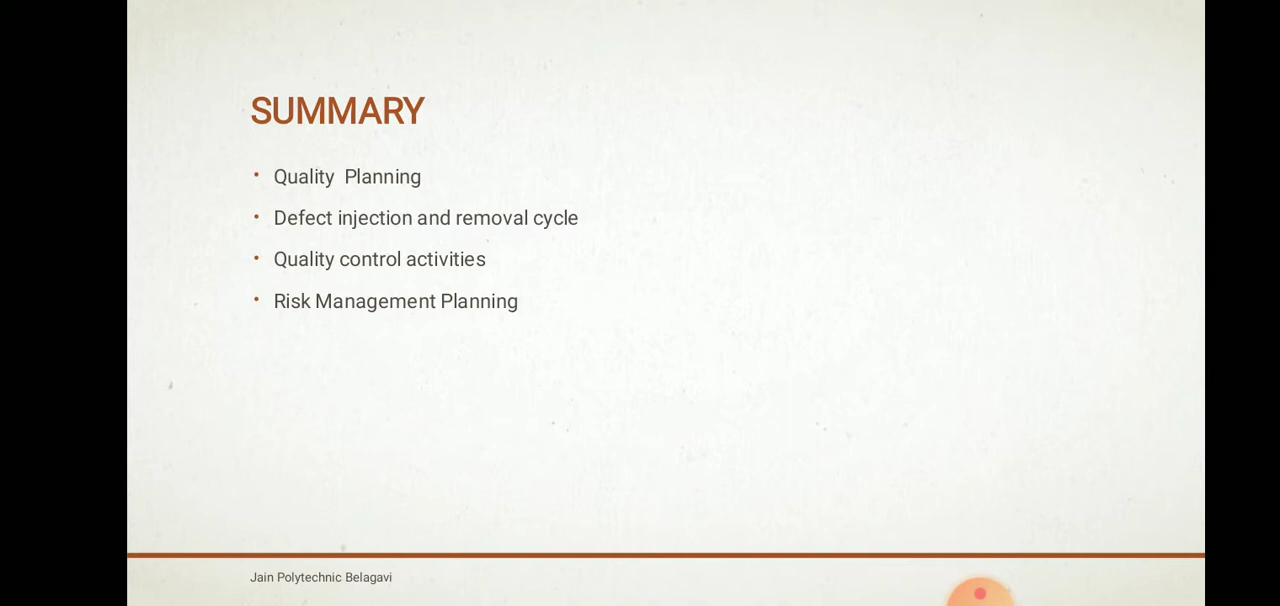 SUMMARY
• Quality  Planning
• Defect injection and removal cycle
• Quality control activities
• Risk Management Planning
Jain Polytechnic Belagavi